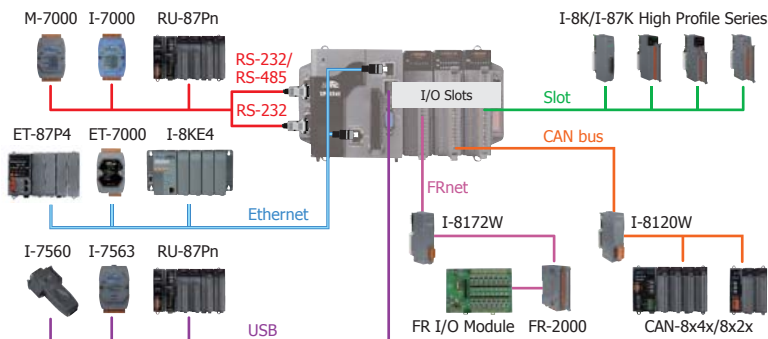 M-7000 I-7000 RU-87Pn
I-8K/I-87K High Profile Series
RS-232/
RS-485
I/O Slots
Slot
RS-232
ET-87P4 ET-7000 I-8KE4
CAN bus
FRnet
Ethernet
I-8172W
I-8120W
I-7560 I-7563 RU-87Pn
USB
FR I/O Module FR-2000 CAN-8x4x/8x2x